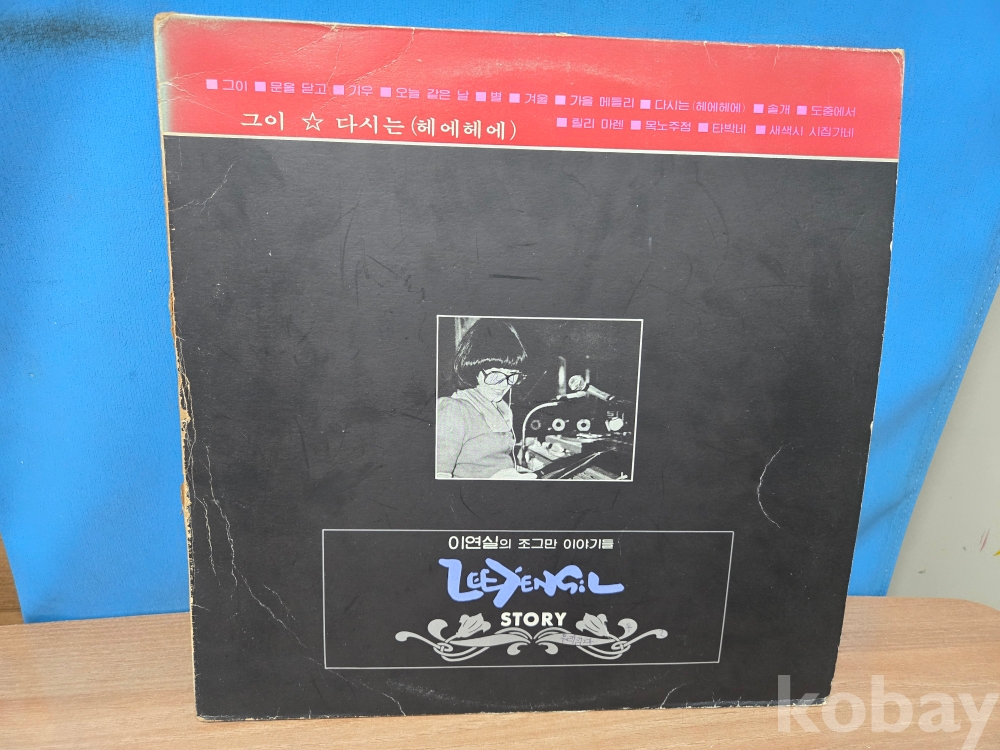 ■ 그이 ■ 문을 닫고 ■ 기우 ■ 오늘 같은 날 ■ 별 ■ 겨울 ■ 가을 메들리 ■ 다시는 (헤에헤에) ■ 솔개 ■ 도중에서
그이 ☆ 다시는 (헤에헤에)
■ 릴리 마렌 ■ 목노주점 ■ 타박네 ■ 새색시 시집가네
이연실의 조그만 이야기들
LEEYENSiL
STORY
kobay